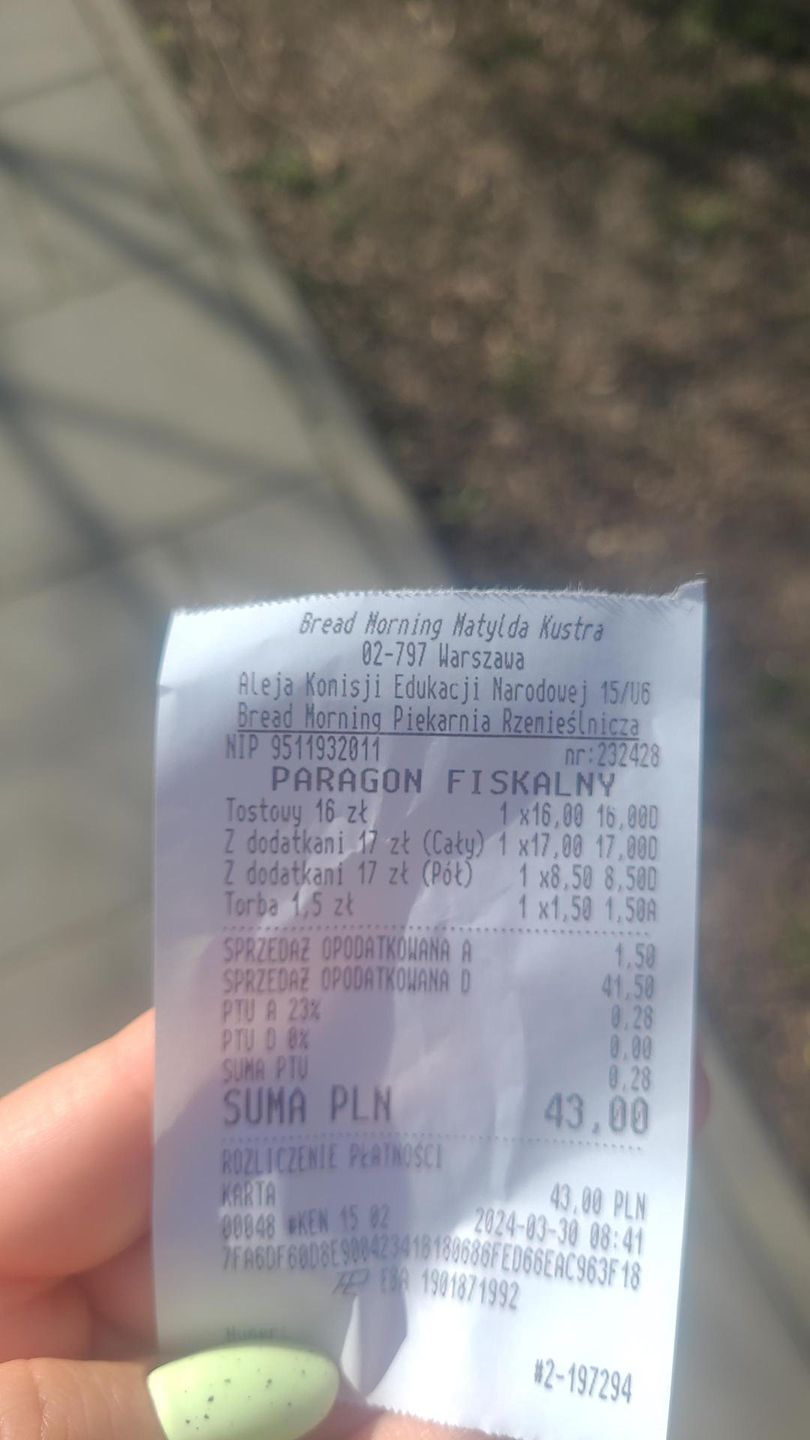 Bread Morning Matylda Kustra
02-797 Warszawa
Aleja Komisji Edukacji Narodowej 15/U6
Bread Morning Piekarnia Rzemieślnicza
NIP 9511932011 nr:232428
PARAGON FISKALNY
Tostowy 16 zł 1 x16,00 16,00D
Z dodatkami 17 zł (Cały) 1 x17,00 17,00D
Z dodatkami 17 zł (Pół) 1 x8,50 8,50D
Torba 1,5 zł 1 x1,50 1,50A
SPRZEDAŻ OPODATKOWANA A 1,50
SPRZEDAŻ OPODATKOWANA D 41,50
PTU A 23% 0,28
PTU D 0% 0,00
SUMA PTU 0,28
SUMA PLN 43,00
ROZLICZENIE PŁATNOŚCI
KARTA 43,00 PLN
00048 #KEN 15 02 2024-03-30 08:41
EBA 1901871992
Numer
#2-197294